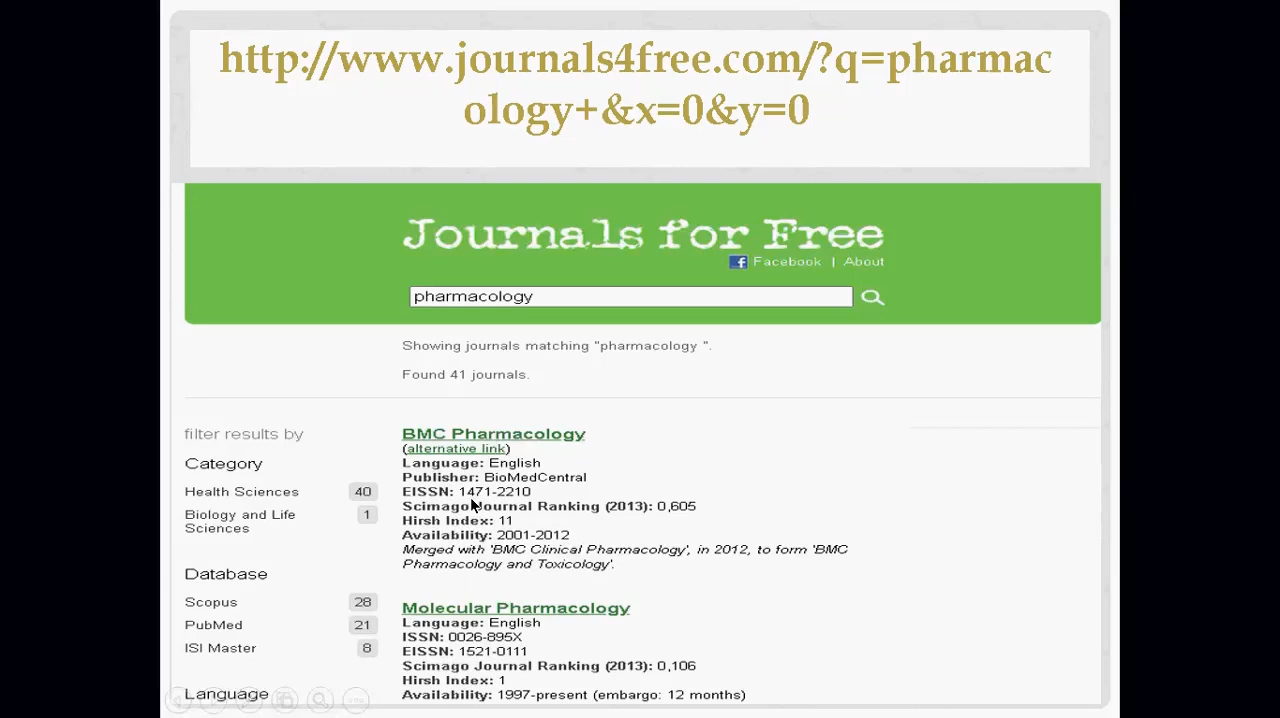 http://www.journals4free.com/?q=pharmac
ology+&x=0&y=0
Journals for Free
Facebook | About
pharmacology
Showing journals matching "pharmacology ".
Found 41 journals.
filter results by
Category
Health Sciences 40
Biology and Life 1
Sciences
Database
Scopus 28
PubMed 21
ISI Master 8
Language
BMC Pharmacology
(alternative link)
Language: English
Publisher: BioMedCentral
EISSN: 1471-2210
Scimago Journal Ranking (2013): 0,605
Hirsh Index: 11
Availability: 2001-2012
Merged with 'BMC Clinical Pharmacology', in 2012, to form 'BMC
Pharmacology and Toxicology'.
Molecular Pharmacology
Language: English
ISSN: 0026-895X
EISSN: 1521-0111
Scimago Journal Ranking (2013): 0,106
Hirsh Index: 1
Availability: 1997-present (embargo: 12 months)